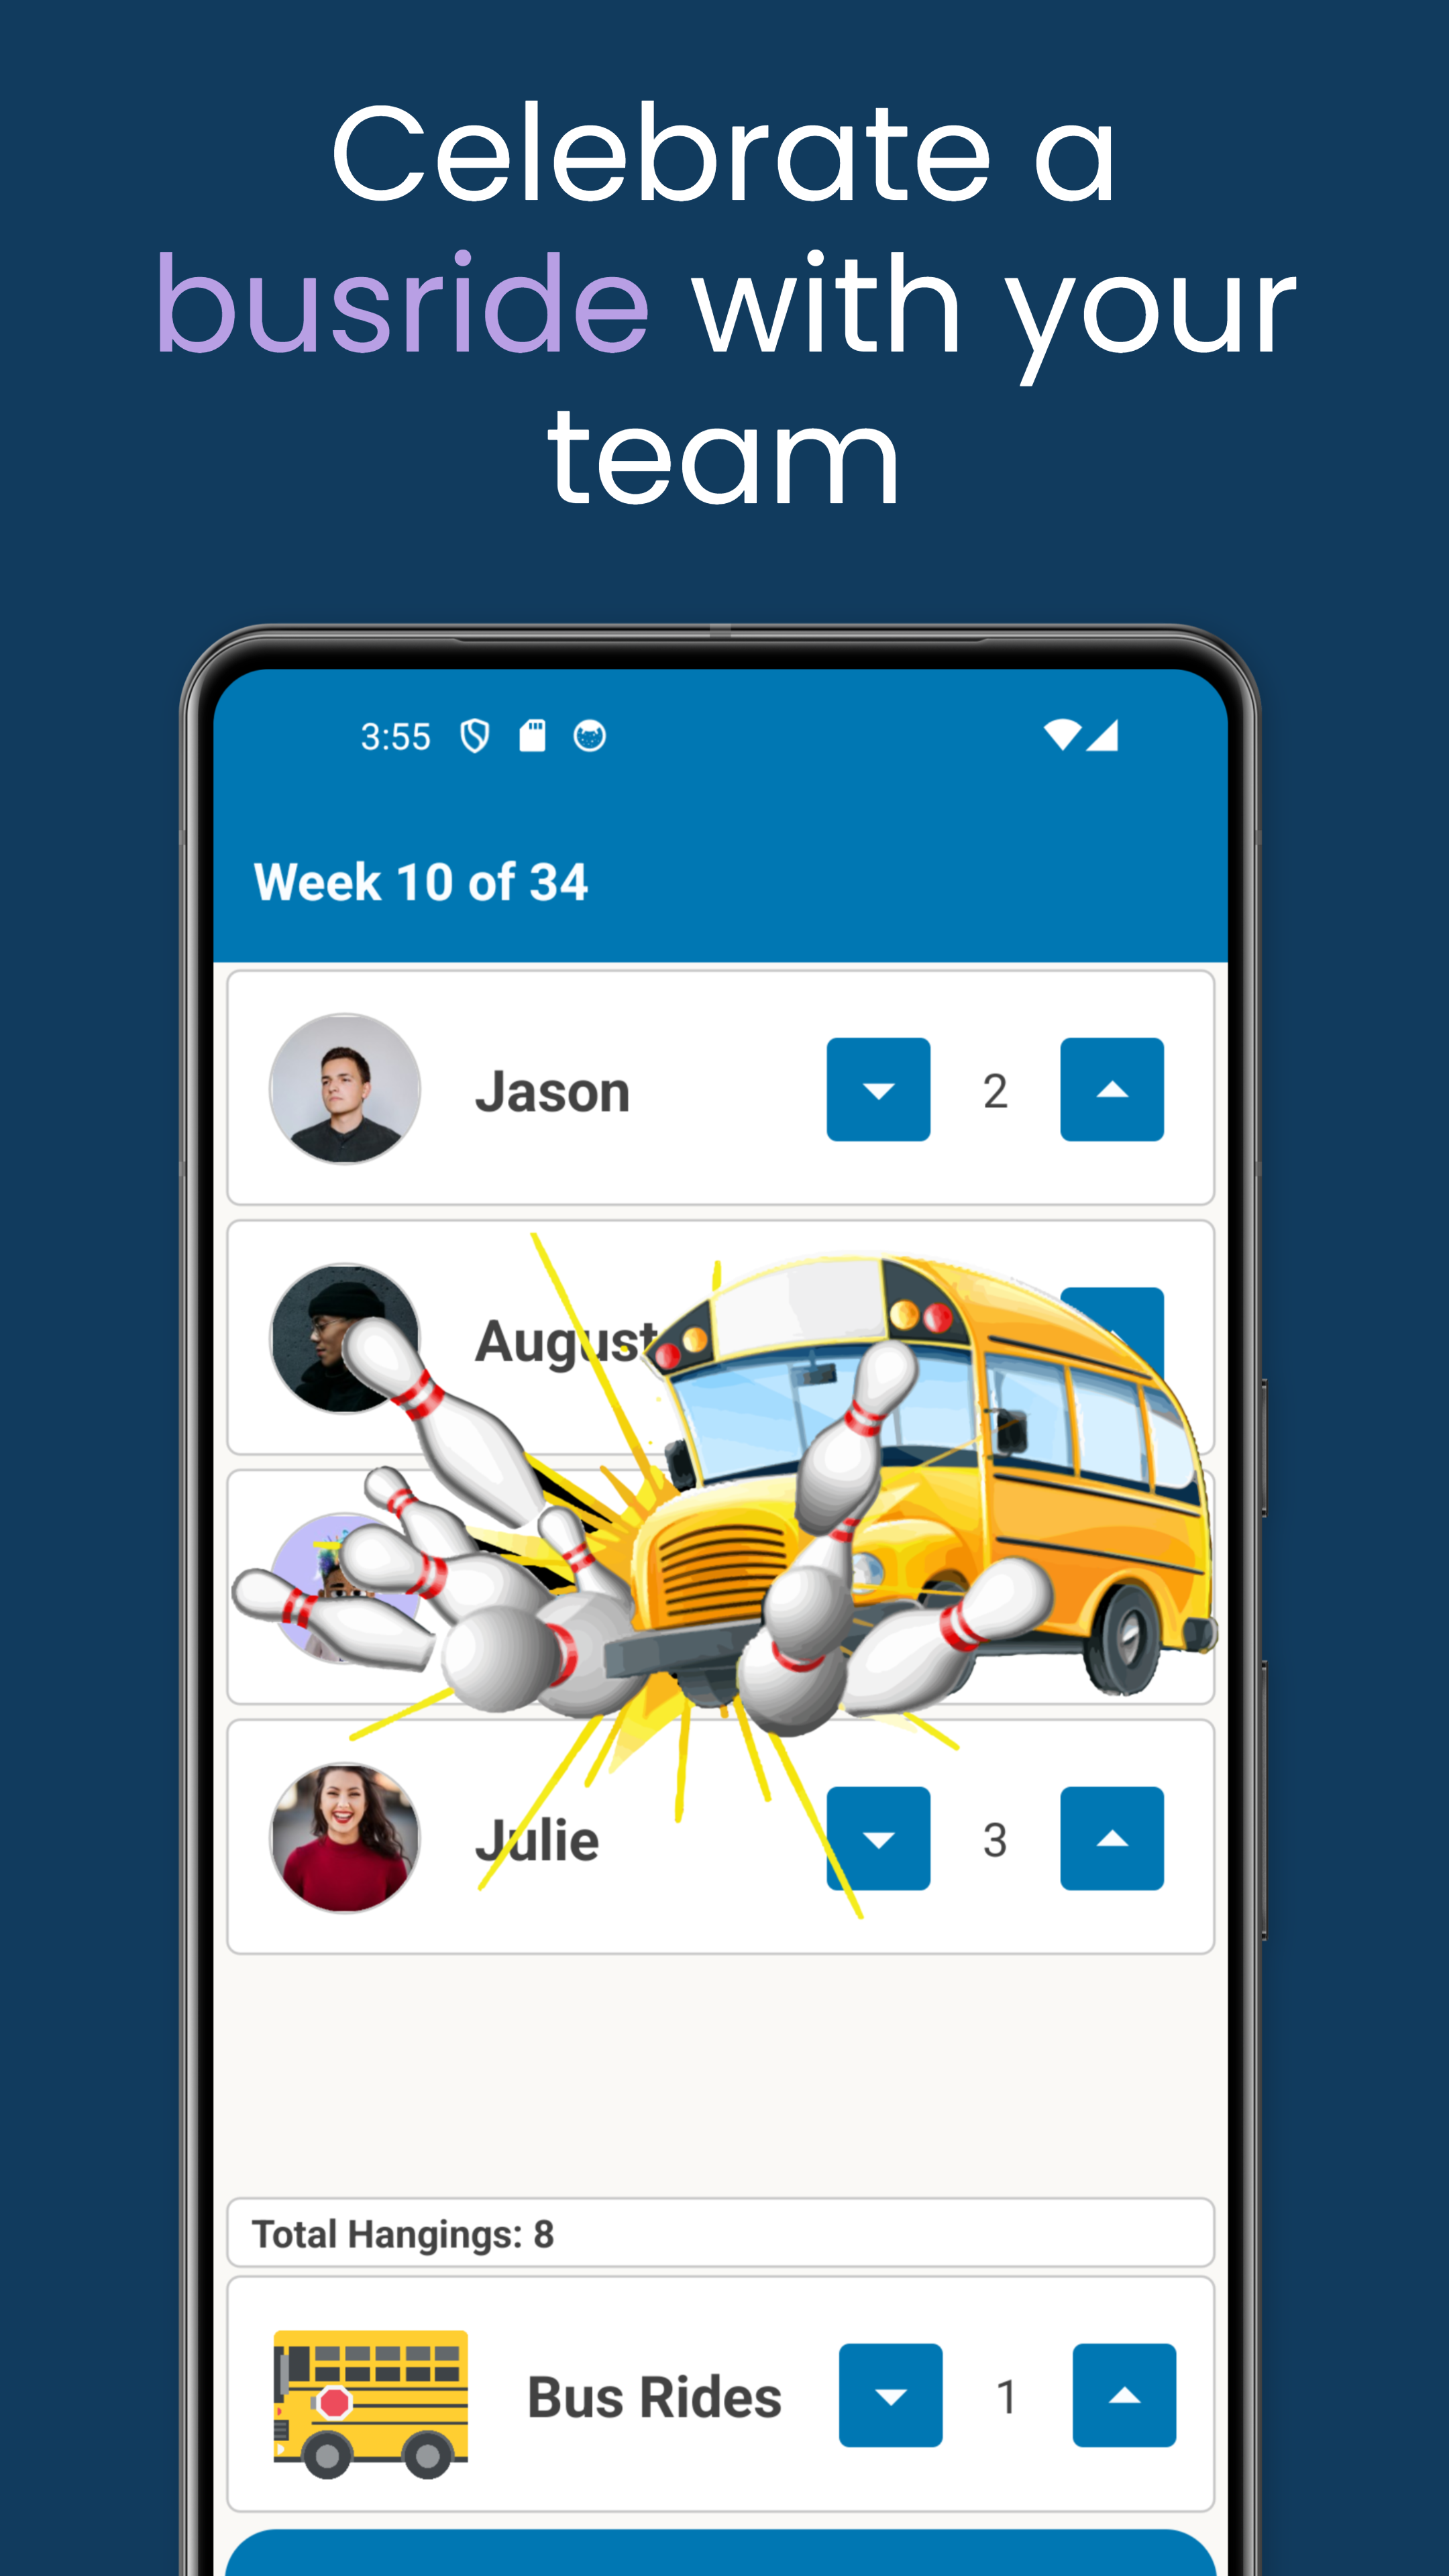 Celebrate a
busride with your
team
3:55
Week 10 of 34
Jason
2
August
Julie
3
Total Hangings: 8
Bus Rides
1